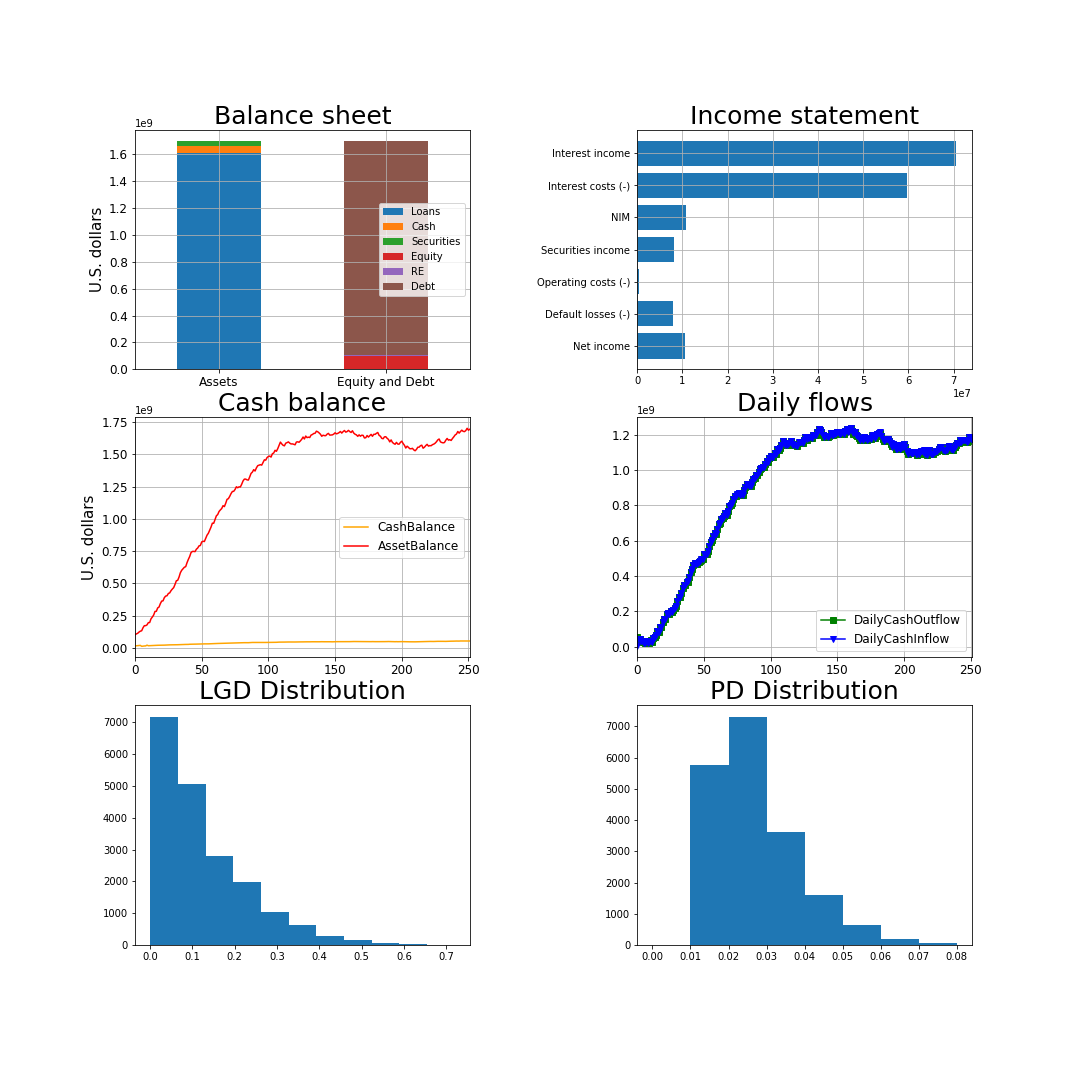 Balance sheet
1e9
1.6
1.4
1.2
1.0
0.8
0.6
0.4
0.2
0.0
U.S. dollars
Loans
Cash
Securities
Equity
RE
Debt
Assets Equity and Debt
Income statement
Interest income
Interest costs (-)
NIM
Securities income
Operating costs (-)
Default losses (-)
Net income
0 1 2 3 4 5 6 7
1e7
Cash balance
1e9
1.75
1.50
1.25
1.00
0.75
0.50
0.25
0.00
U.S. dollars
CashBalance
AssetBalance
0 50 100 150 200 250
Daily flows
1e9
1.2
1.0
0.8
0.6
0.4
0.2
0.0
DailyCashOutflow
DailyCashInflow
0 50 100 150 200 250
LGD Distribution
7000
6000
5000
4000
3000
2000
1000
0
0.0 0.1 0.2 0.3 0.4 0.5 0.6 0.7
PD Distribution
7000
6000
5000
4000
3000
2000
1000
0
0.00 0.01 0.02 0.03 0.04 0.05 0.06 0.07 0.08